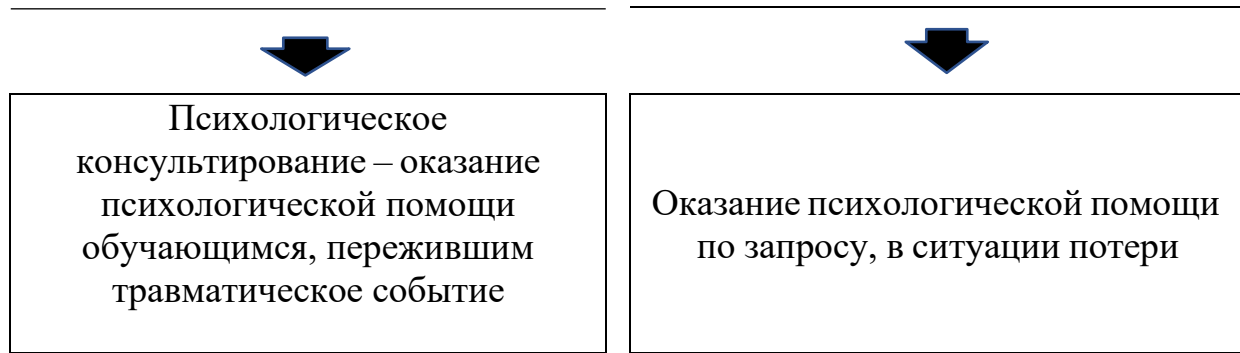 Психологическое
консультирование – оказание
психологической помощи
обучающимся, пережившим
травматическое событие
Оказание психологической помощи
по запросу, в ситуации потери